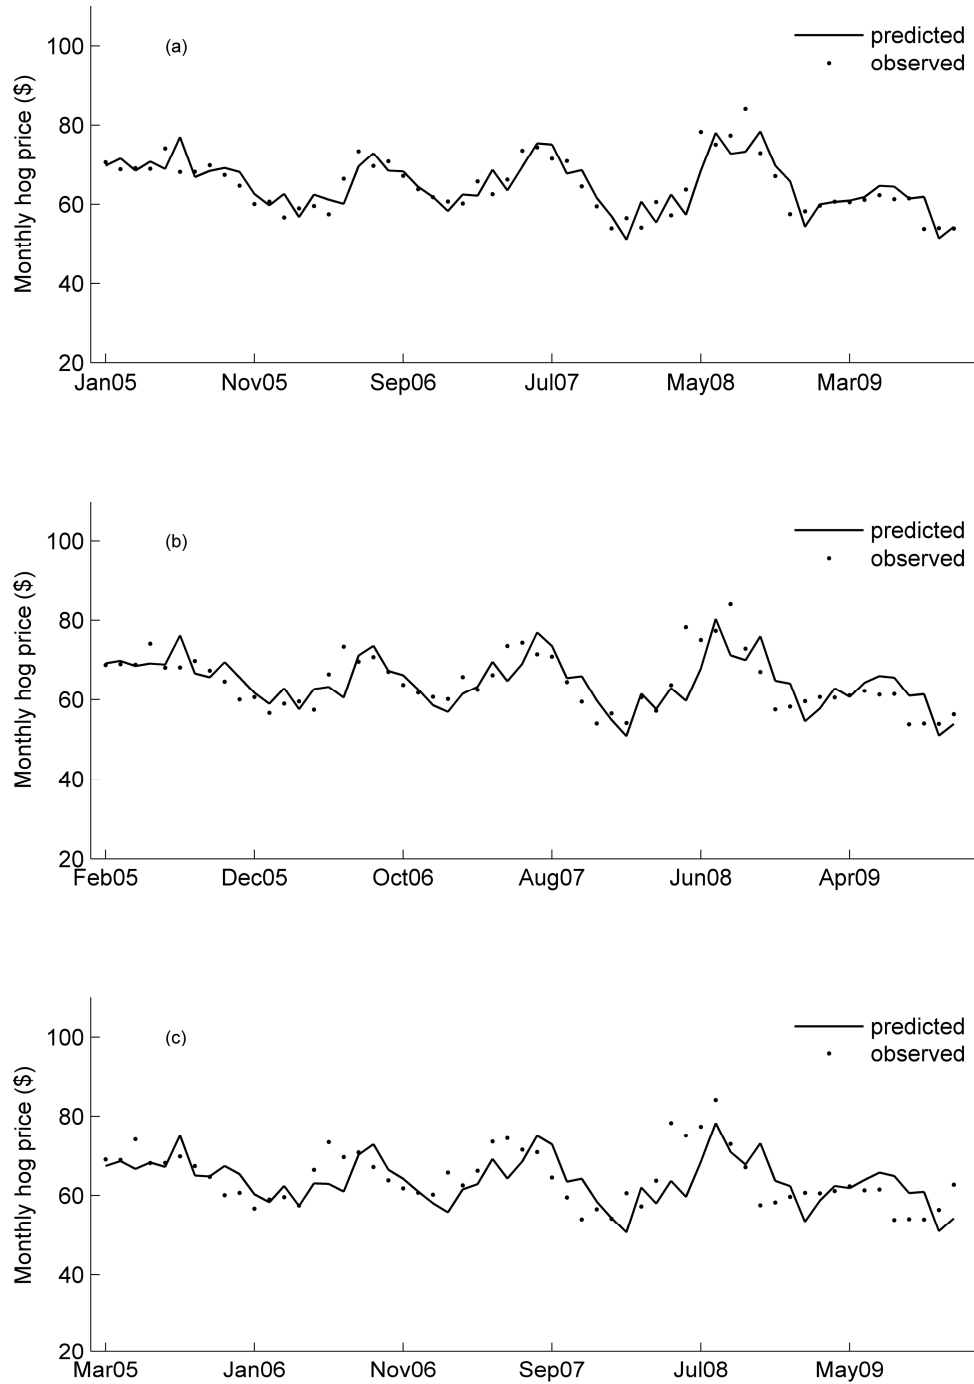 (a)
predicted
observed
Monthly hog price ($)
100
80
60
40
20
Jan05 Nov05 Sep06 Jul07 May08 Mar09
(b)
predicted
observed
Monthly hog price ($)
100
80
60
40
20
Feb05 Dec05 Oct06 Aug07 Jun08 Apr09
(c)
predicted
observed
Monthly hog price ($)
100
80
60
40
20
Mar05 Jan06 Nov06 Sep07 Jul08 May09